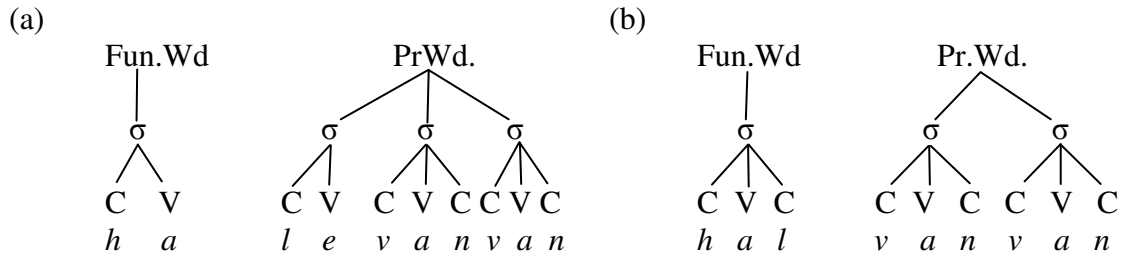 (a) (b)
Fun.Wd PrWd. Fun.Wd Pr.Wd.
σ σ σ σ σ σ σ
C V C V C V C C V C C V C C V C C V C
h a l e v a n v a n h a l v a n v a n